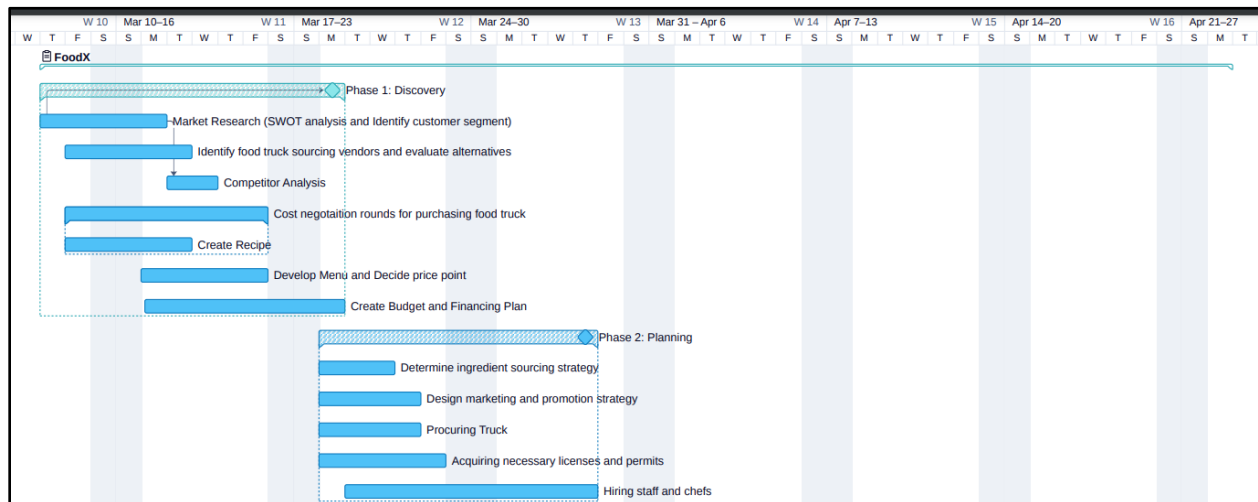 W 10 Mar 10–16 W 11 Mar 17–23 W 12 Mar 24–30 W 13 Mar 31 – Apr 6 W 14 Apr 7–13 W 15 Apr 14–20 W 16 Apr 21–27
W T F S S M T W T F S S M T W T F S S M T W T F S S M T W T F S S M T W T F S S M T W T F S S M T
FoodX
Phase 1: Discovery
Market Research (SWOT analysis and Identify customer segment)
Identify food truck sourcing vendors and evaluate alternatives
Competitor Analysis
Cost negotaition rounds for purchasing food truck
Create Recipe
Develop Menu and Decide price point
Create Budget and Financing Plan
Phase 2: Planning
Determine ingredient sourcing strategy
Design marketing and promotion strategy
Procuring Truck
Acquiring necessary licenses and permits
Hiring staff and chefs